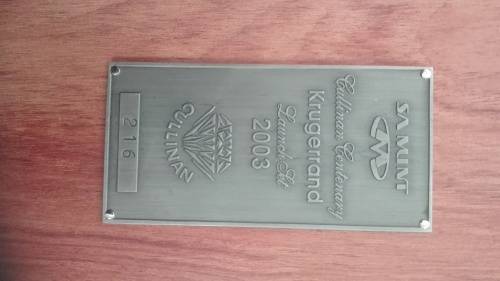 SA MINT
Cullinan Centenary
Krugerrand
Launch Set
2003
CULLINAN
216